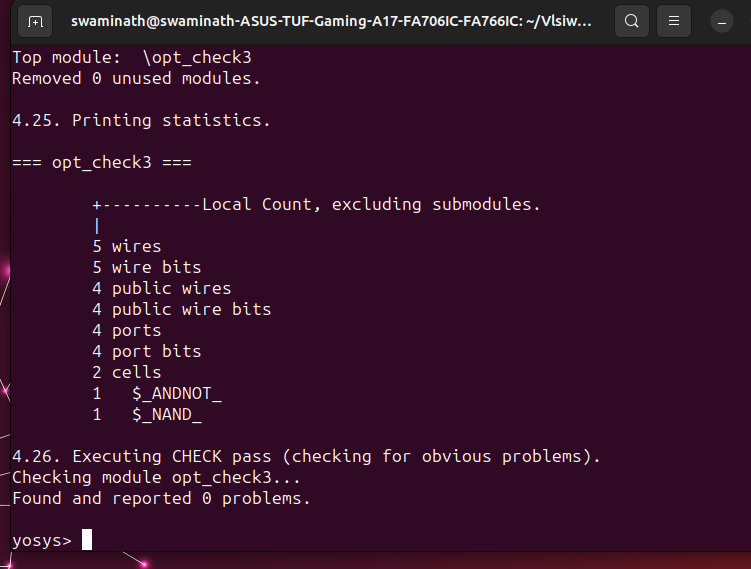 swaminath@swaminath-ASUS-TUF-Gaming-A17-FA706IC-FA766IC: ~/Vlsiw...
Top module:  \opt_check3
Removed 0 unused modules.

4.25. Printing statistics.

=== opt_check3 ===

        +----------Local Count, excluding submodules.
        |
        5 wires
        5 wire bits
        4 public wires
        4 public wire bits
        4 ports
        4 port bits
        2 cells
        1   $_ANDNOT_
        1   $_NAND_

4.26. Executing CHECK pass (checking for obvious problems).
Checking module opt_check3...
Found and reported 0 problems.

yosys>